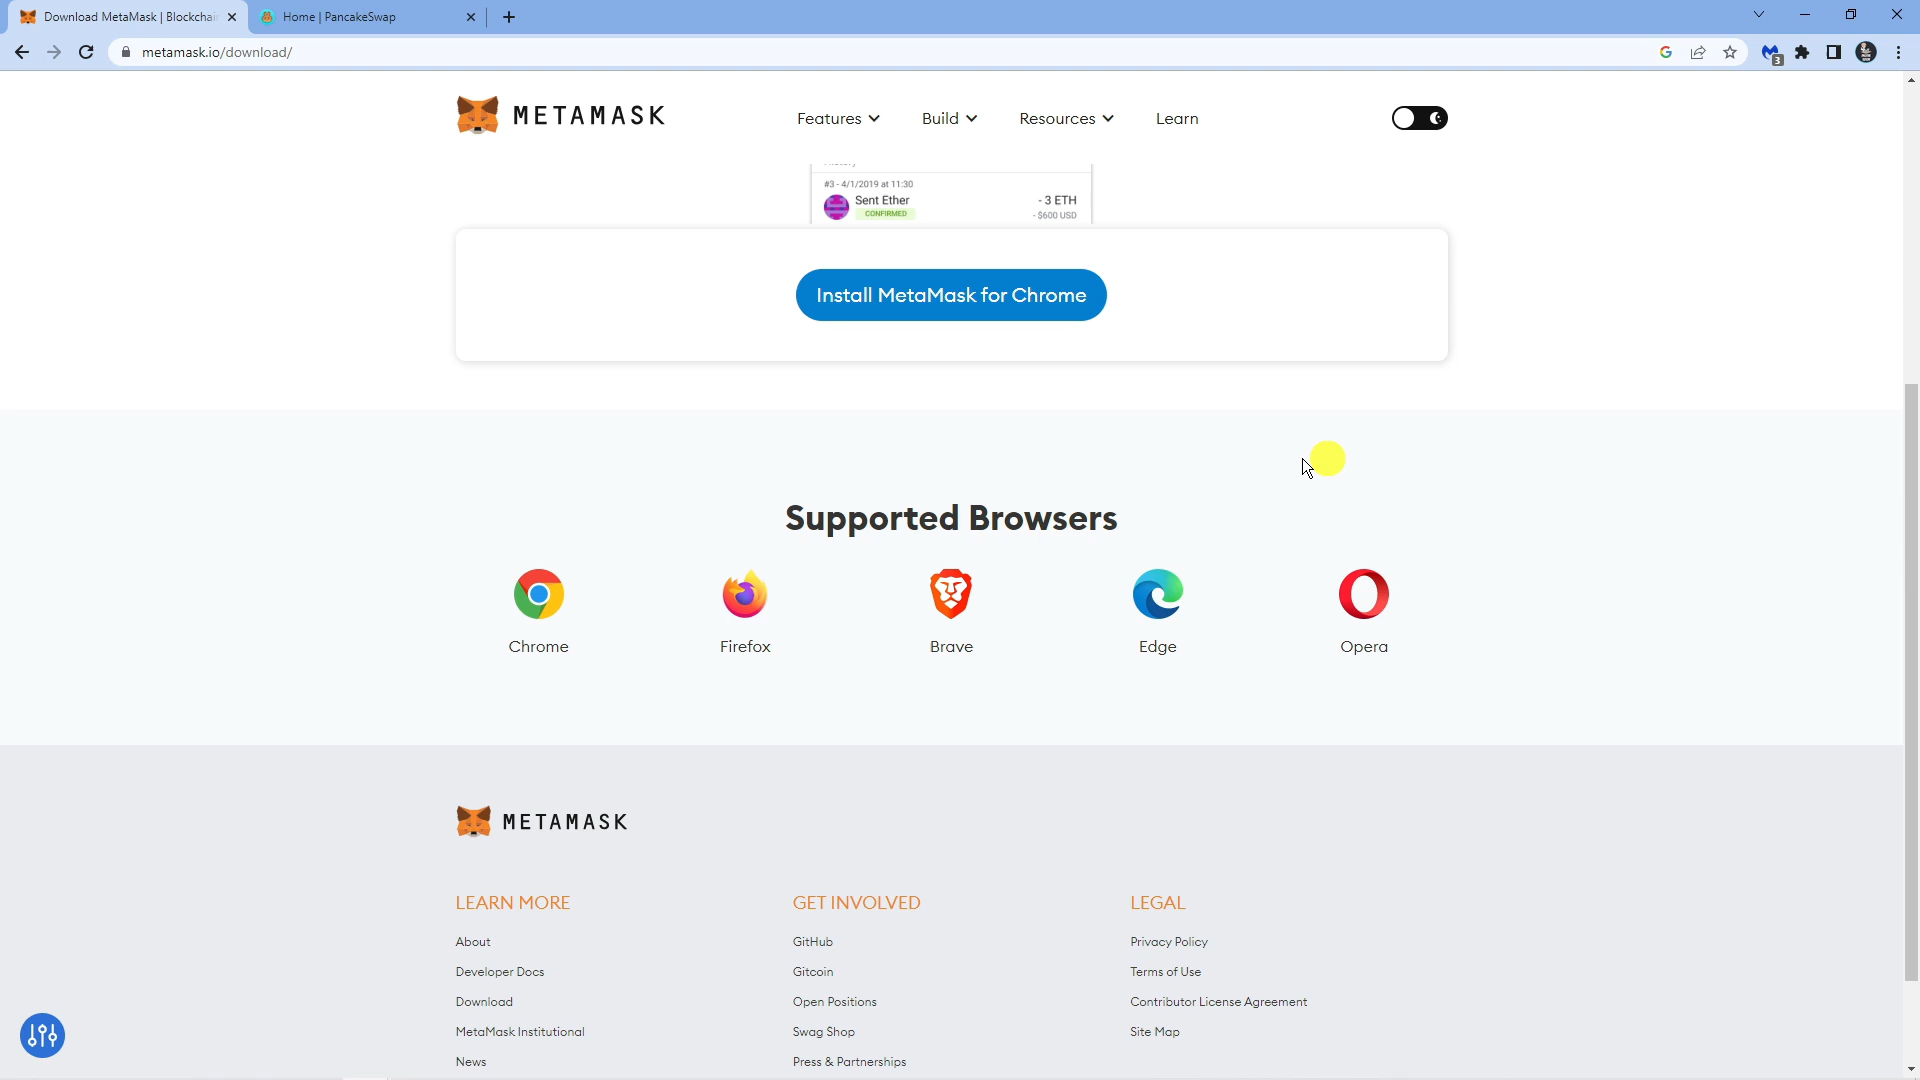 Download MetaMask | Blockchai
Home | PancakeSwap
metamask.io/download/
3
METAMASK
Features
Build
Resources
Learn
#3 - 4/1/2019 at 11:30
Sent Ether
- 3 ETH
CONFIRMED
- $600 USD
Install MetaMask for Chrome
Supported Browsers
Chrome
Firefox
Brave
Edge
Opera
METAMASK
LEARN MORE
GET INVOLVED
LEGAL
About
GitHub
Privacy Policy
Developer Docs
Gitcoin
Terms of Use
Download
Open Positions
Contributor License Agreement
MetaMask Institutional
Swag Shop
Site Map
News
Press & Partnerships